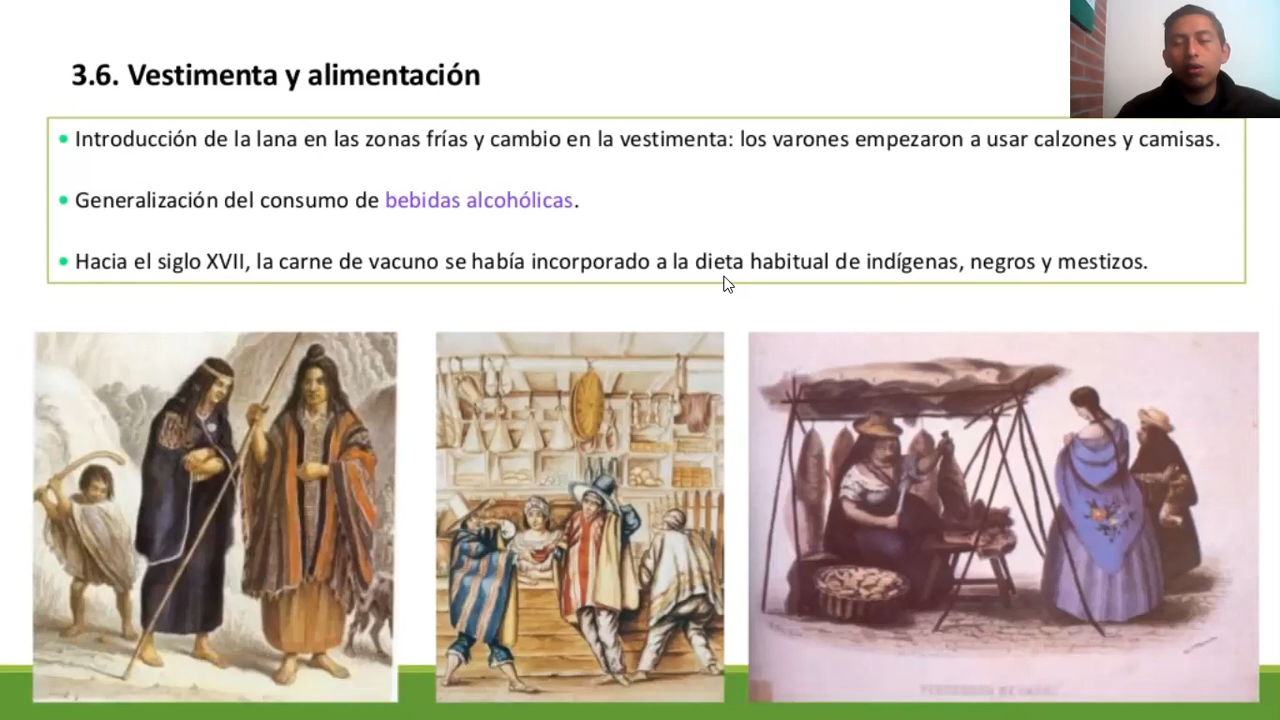 3.6. Vestimenta y alimentación
• Introducción de la lana en las zonas frías y cambio en la vestimenta: los varones empezaron a usar calzones y camisas.
• Generalización del consumo de bebidas alcohólicas.
• Hacia el siglo XVII, la carne de vacuno se había incorporado a la dieta habitual de indígenas, negros y mestizos.